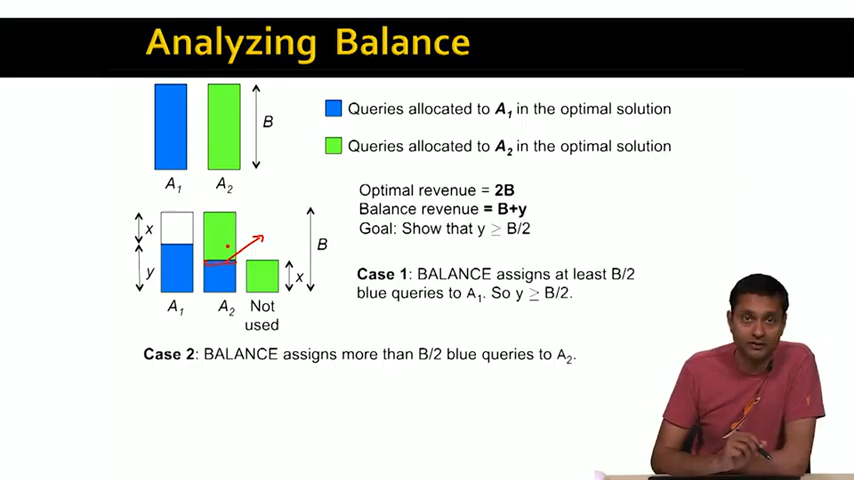 Analyzing Balance
B
Queries allocated to A1 in the optimal solution
Queries allocated to A2 in the optimal solution
A1
A2
Optimal revenue = 2B
Balance revenue = B+y
Goal: Show that y ≥ B/2
x
y
B
x
A1
A2
Not
used
Case 1: BALANCE assigns at least B/2
blue queries to A1. So y ≥ B/2.
Case 2: BALANCE assigns more than B/2 blue queries to A2.